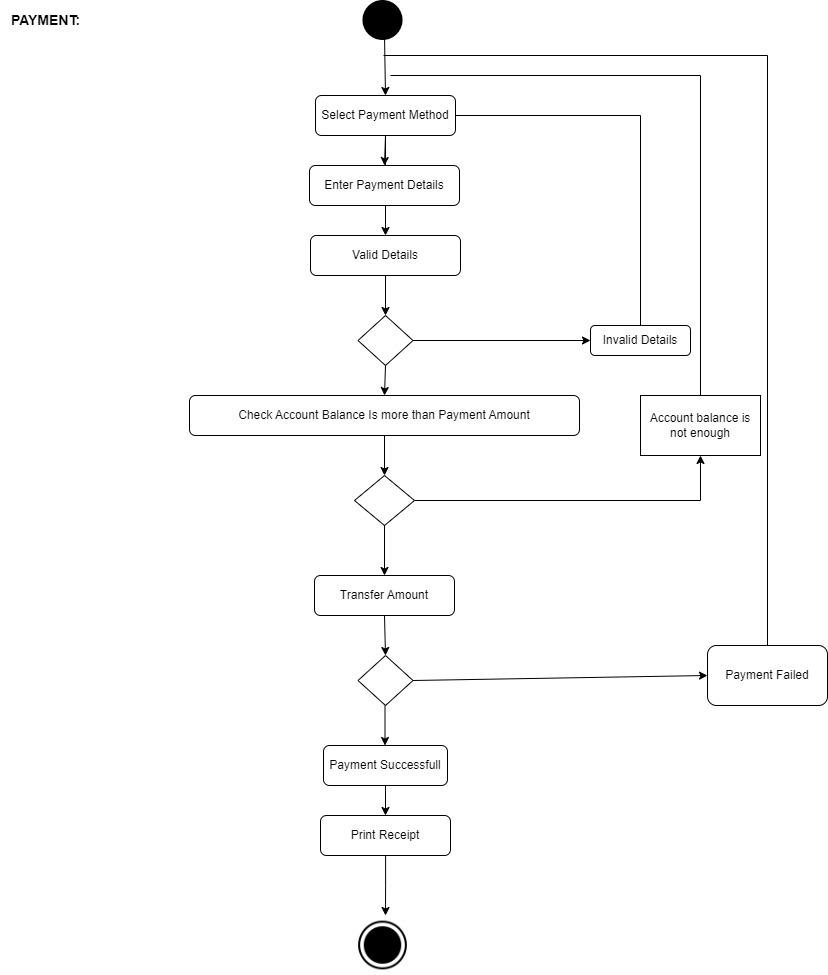 PAYMENT:
Select Payment Method
Enter Payment Details
Valid Details
Invalid Details
Check Account Balance Is more than Payment Amount
Account balance is
not enough
Transfer Amount
Payment Failed
Payment Successfull
Print Receipt